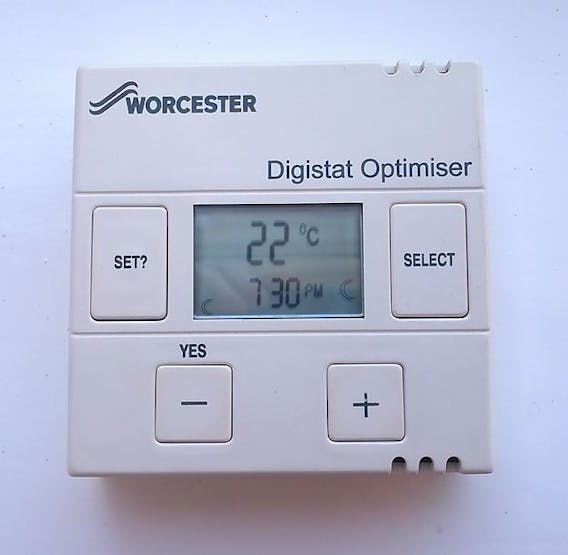 WORCESTER
Digistat Optimiser
SET?
22 °C
7:30 PM
SELECT
YES
−
+